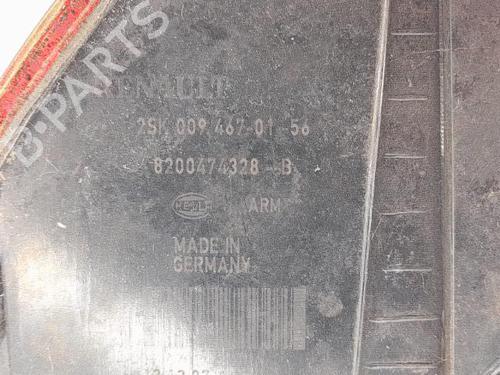 B-PARTS
RENAULT
2SK 009 467-01 56
8200474328-B
HELLA ARM
MADE IN
GERMANY